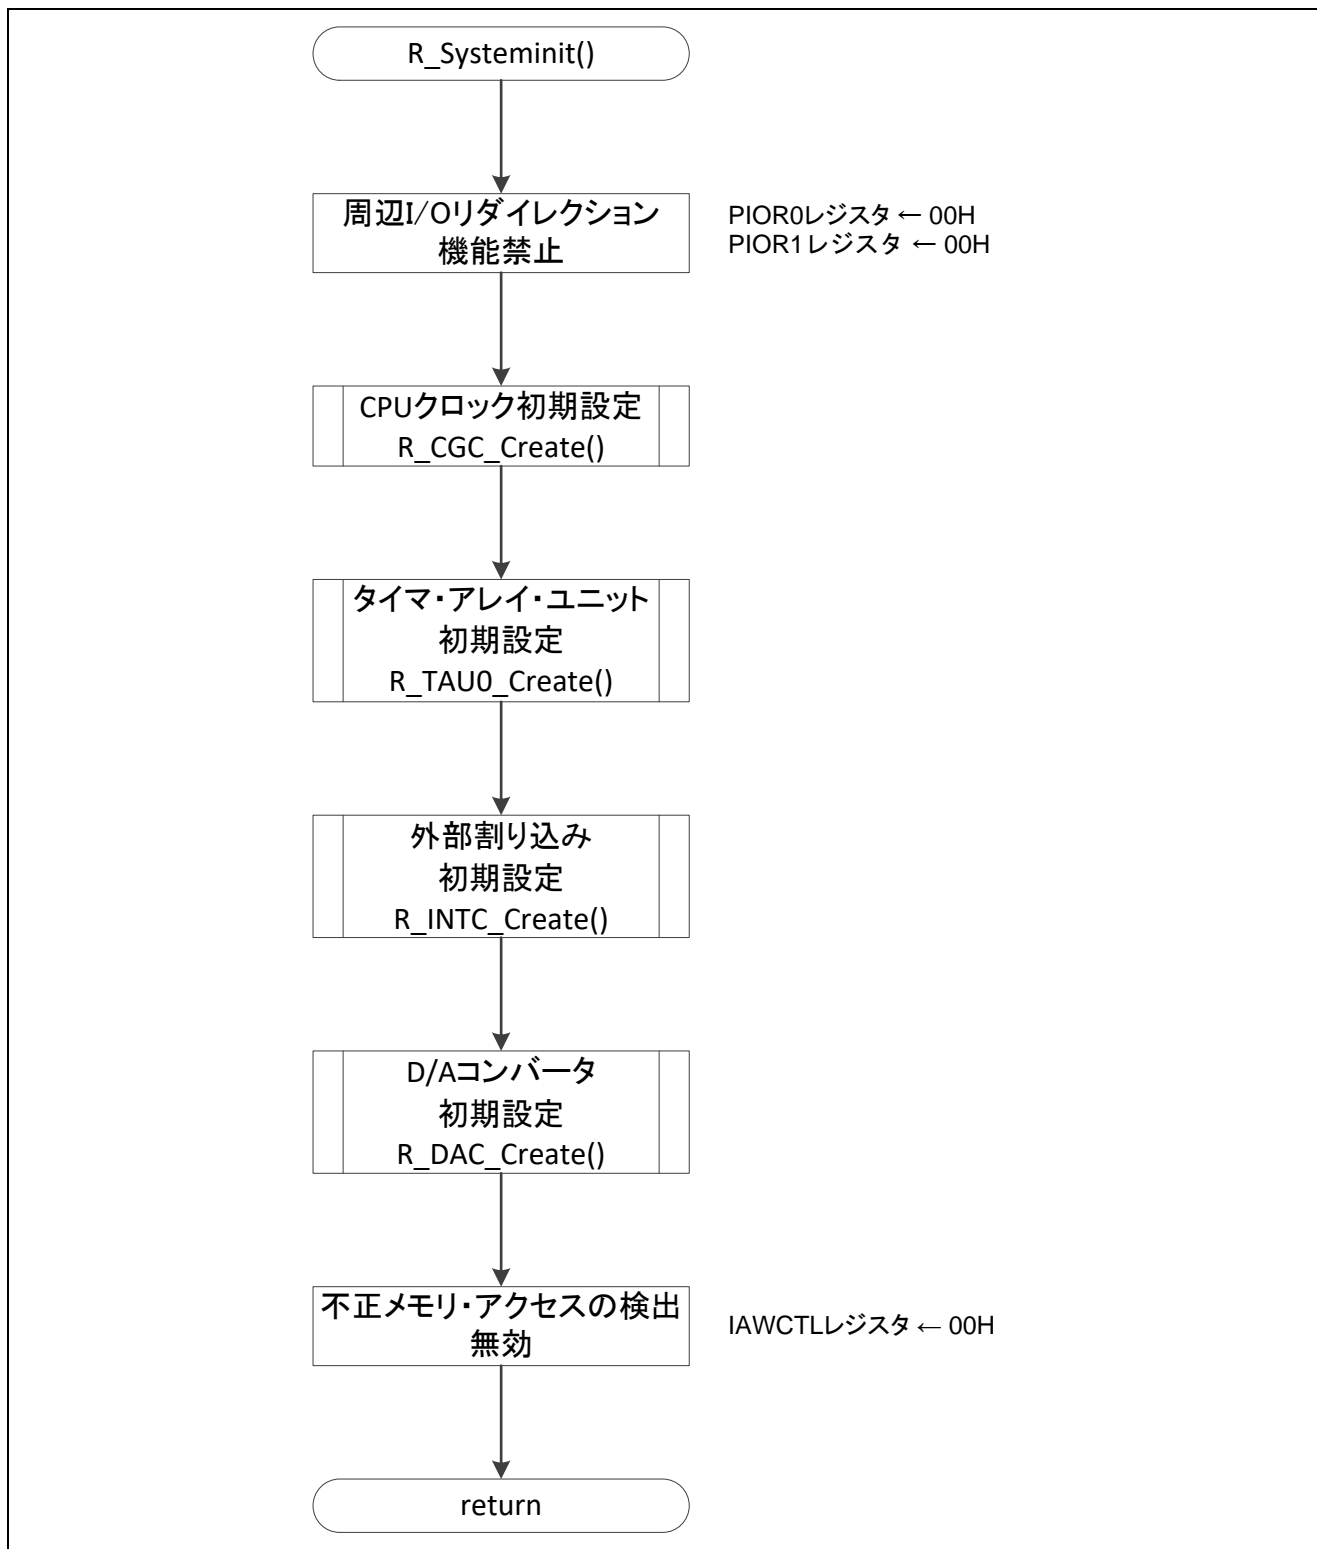 R_Systeminit()
周辺I/Oリダイレクション
機能禁止
PIOR0レジスタ ← 00H
PIOR1レジスタ ← 00H
CPUクロック初期設定
R_CGC_Create()
タイマ・アレイ・ユニット
初期設定
R_TAU0_Create()
外部割り込み
初期設定
R_INTC_Create()
D/Aコンバータ
初期設定
R_DAC_Create()
不正メモリ・アクセスの検出
無効
IAWCTLレジスタ ← 00H
return